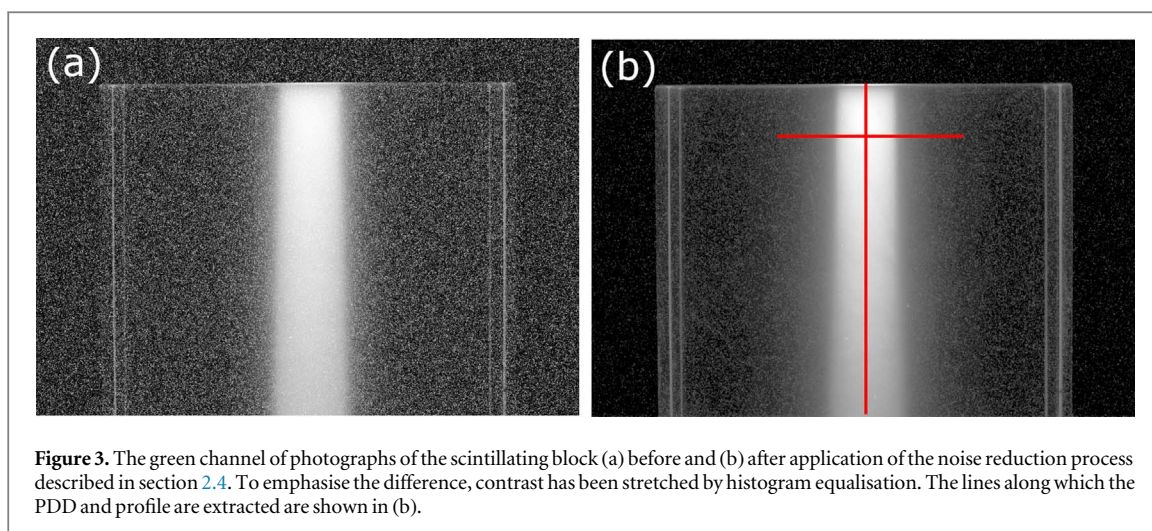 (a)
(b)
Figure 3. The green channel of photographs of the scintillating block (a) before and (b) after application of the noise reduction process
described in section 2.4. To emphasise the difference, contrast has been stretched by histogram equalisation. The lines along which the
PDD and profile are extracted are shown in (b).